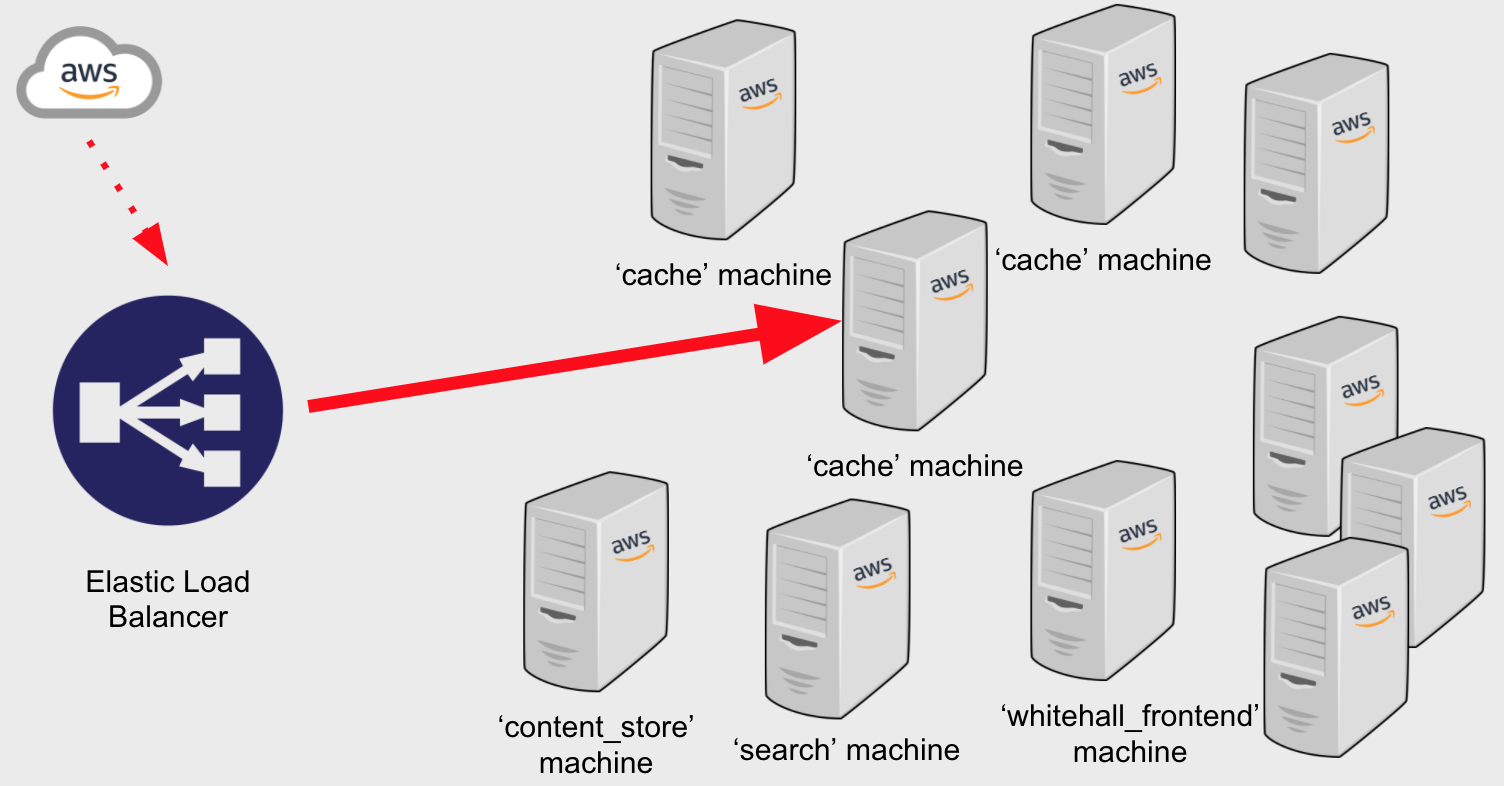 aws
aws
aws
aws
‘cache’ machine
‘cache’ machine
aws
‘cache’ machine
aws
aws
aws
Elastic Load
Balancer
aws
aws
aws
‘content_store’
machine
‘search’ machine
‘whitehall_frontend’
machine